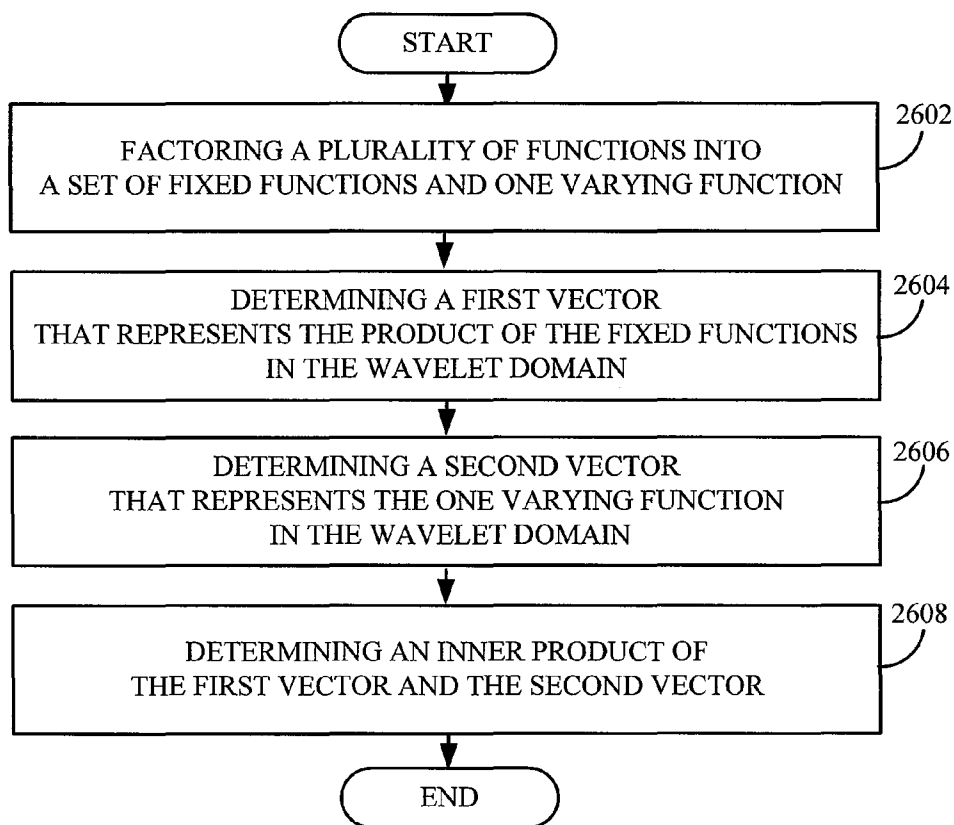 START
2602
FACTORING A PLURALITY OF FUNCTIONS INTO
A SET OF FIXED FUNCTIONS AND ONE VARYING FUNCTION
2604
DETERMINING A FIRST VECTOR
THAT REPRESENTS THE PRODUCT OF THE FIXED FUNCTIONS
IN THE WAVELET DOMAIN
2606
DETERMINING A SECOND VECTOR
THAT REPRESENTS THE ONE VARYING FUNCTION
IN THE WAVELET DOMAIN
2608
DETERMINING AN INNER PRODUCT OF
THE FIRST VECTOR AND THE SECOND VECTOR
END